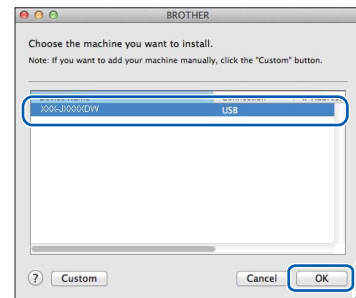 BROTHER
Choose the machine you want to install.
Note: If you want to add your machine manually, click the "Custom" button.
XXX-JXXXXDW USB
? Custom Cancel OK